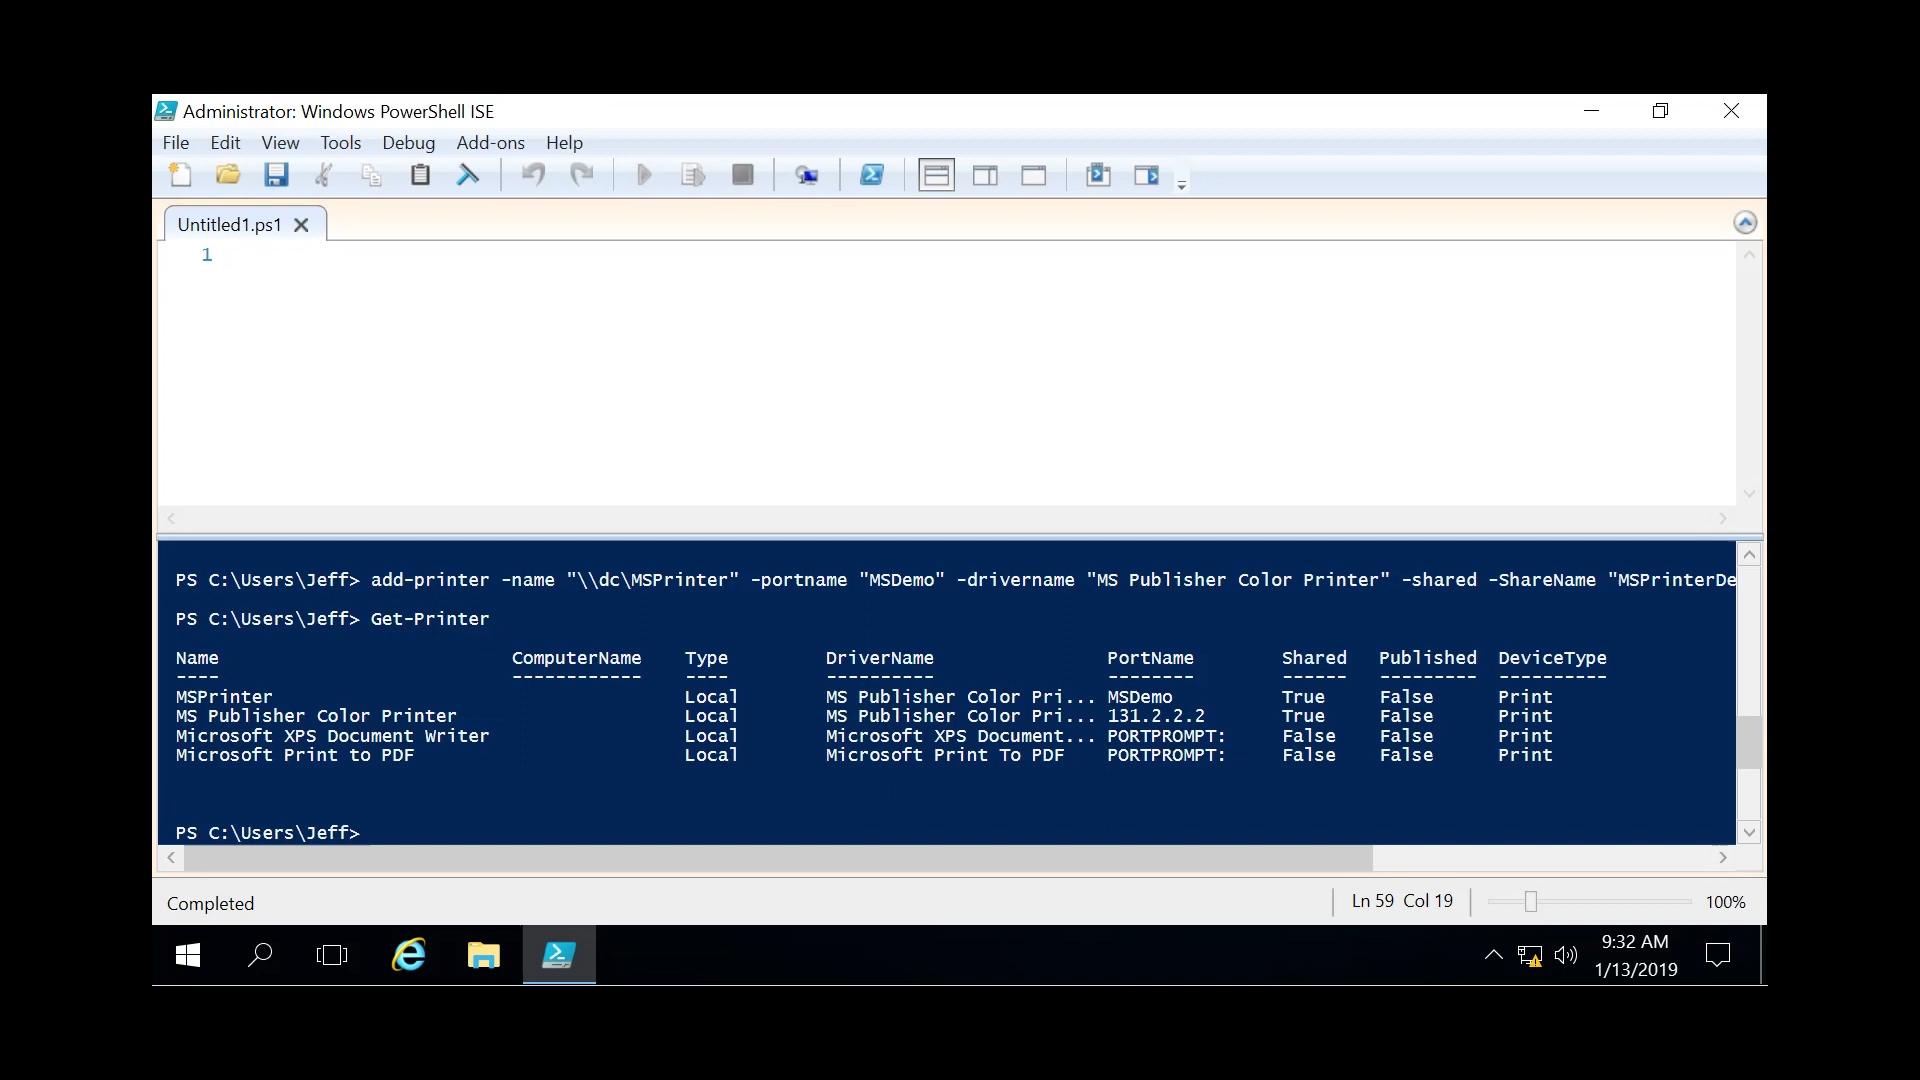 Administrator: Windows PowerShell ISE
File Edit View Tools Debug Add-ons Help
Untitled1.ps1
1
PS C:\Users\Jeff> add-printer -name "\\dc\MSPrinter" -portname "MSDemo" -drivername "MS Publisher Color Printer" -shared -ShareName "MSPrinterDe
PS C:\Users\Jeff> Get-Printer
Name ComputerName Type DriverName PortName Shared Published DeviceType
---- ------------ ---- ---------- -------- ------ --------- ----------
MSPrinter Local MS Publisher Color Pri... MSDemo True False Print
MS Publisher Color Printer Local MS Publisher Color Pri... 131.2.2.2 True False Print
Microsoft XPS Document Writer Local Microsoft XPS Document... PORTPROMPT: False False Print
Microsoft Print to PDF Local Microsoft Print To PDF PORTPROMPT: False False Print
PS C:\Users\Jeff>
Completed Ln 59 Col 19 100%
9:32 AM
1/13/2019